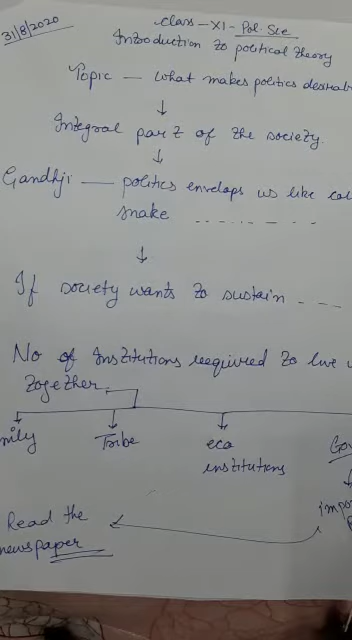 31/8/2020
Class - XI - Pol. Sce
Introduction to political theory
Topic — what makes politics desirab
Integral part of the society.
Gandhiji — politics envelops us like
snake ............
If society wants to sustain - - -
No of Institutions required to live
together.
mily Tribe eco Gov
institutions
impo
Read the
newspaper